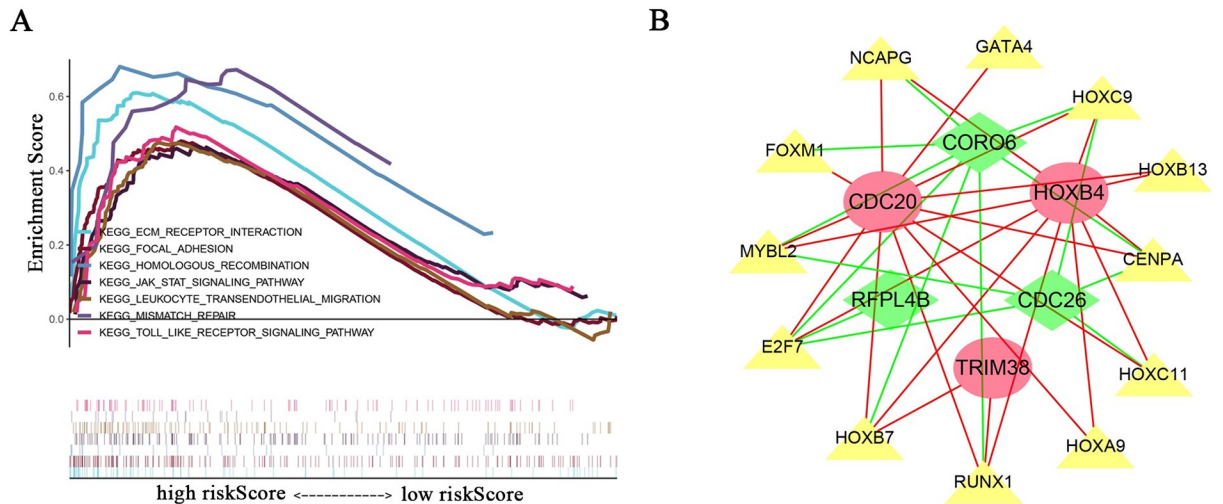 A
Enrichment Score
0.6
0.4
0.2
0.0
KEGG_ECM_RECEPTOR_INTERACTION
KEGG_FOCAL_ADHESION
KEGG_HOMOLOGOUS_RECOMBINATION
KEGG_JAK_STAT_SIGNALING_PATHWAY
KEGG_LEUKOCYTE_TRANSENDOTHELIAL_MIGRATION
KEGG_MISMATCH_REPAIR
KEGG_TOLL_LIKE_RECEPTOR_SIGNALING_PATHWAY
high riskScore <----------> low riskScore
B
GATA4
NCAPG
HOXC9
CORO6
FOXM1
HOXB13
HOXB4
CDC20
MYBL2
CENPA
RFPL4B
CDC26
E2F7
TRIM38
HOXC11
HOXB7
HOXA9
RUNX1